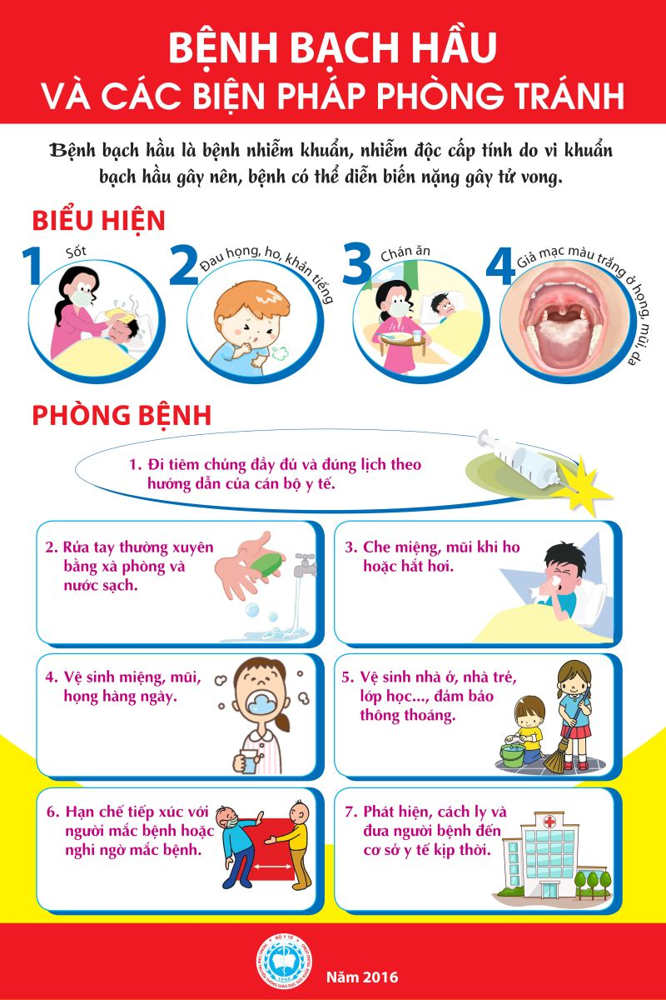 BỆNH BẠCH HẦU
VÀ CÁC BIỆN PHÁP PHÒNG TRÁNH
Bệnh bạch hầu là bệnh nhiễm khuẩn, nhiễm độc cấp tính do vi khuẩn
bạch hầu gây nên, bệnh có thể diễn biến nặng gây tử vong.
BIỂU HIỆN
1 Sốt
2 Đau họng, ho, khản tiếng
3 Chán ăn
4 Giả mạc màu trắng ở họng, mũi, da
PHÒNG BỆNH
1. Đi tiêm chủng đầy đủ và đúng lịch theo
hướng dẫn của cán bộ y tế.
2. Rửa tay thường xuyên
bằng xà phòng và
nước sạch.
3. Che miệng, mũi khi ho
hoặc hắt hơi.
4. Vệ sinh miệng, mũi,
họng hàng ngày.
5. Vệ sinh nhà ở, nhà trẻ,
lớp học..., đảm bảo
thông thoáng.
6. Hạn chế tiếp xúc với
người mắc bệnh hoặc
nghi ngờ mắc bệnh.
7. Phát hiện, cách ly và
đưa người bệnh đến
cơ sở y tế kịp thời.
BỘ Y TẾ
Năm 2016